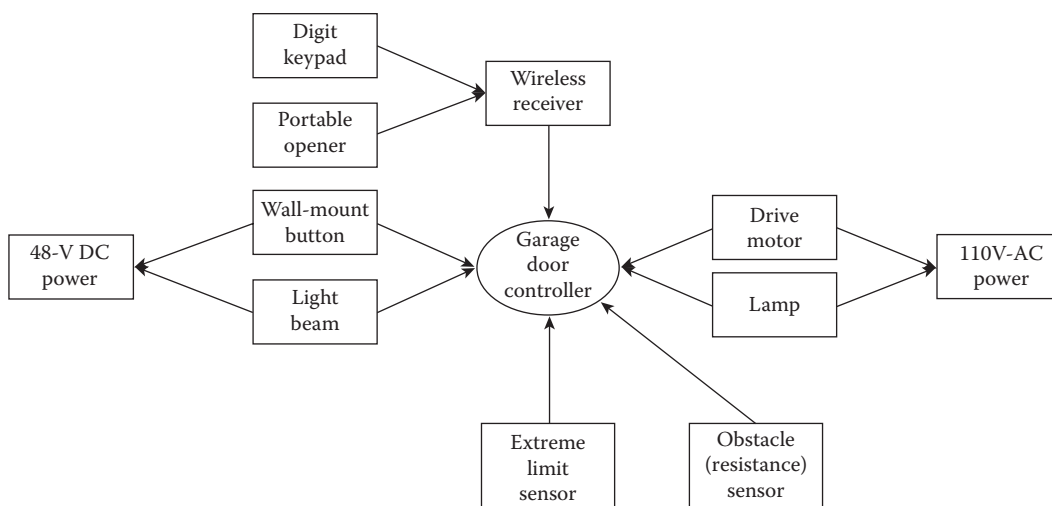 Digit
keypad
Wireless
receiver
Portable
opener
Wall-mount
button
Garage
door
controller
Drive
motor
48-V DC
power
110V-AC
power
Light
beam
Lamp
Extreme
limit
sensor
Obstacle
(resistance)
sensor